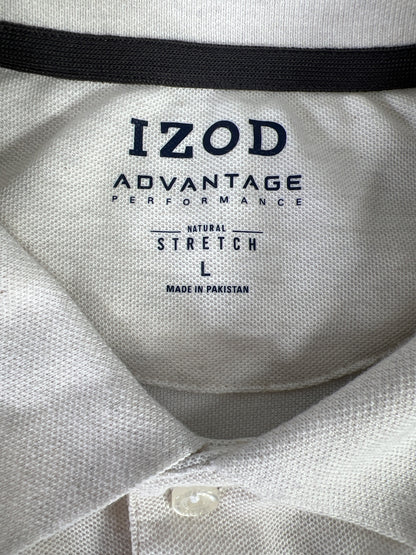 IZOD
ADVANTAGE
PERFORMANCE
NATURAL
STRETCH
L
MADE IN PAKISTAN